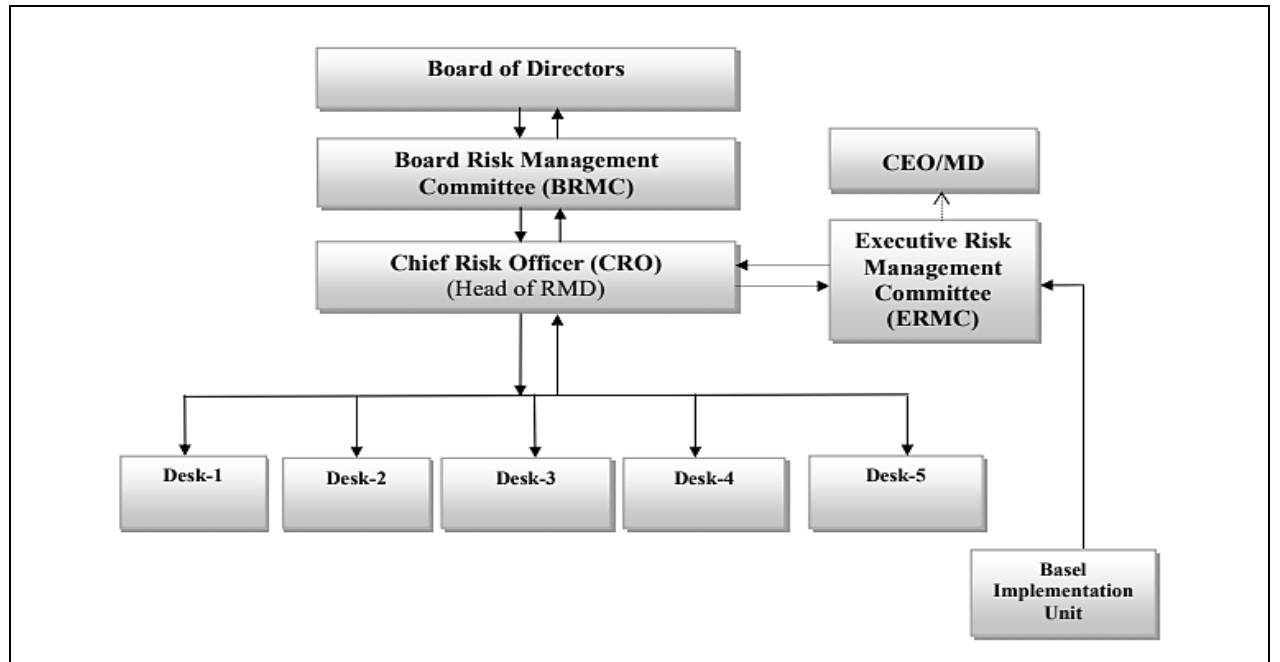 Board of Directors
Board Risk Management
Committee (BRMC)
CEO/MD
Chief Risk Officer (CRO)
(Head of RMD)
Executive Risk
Management
Committee
(ERMC)
Desk-1
Desk-2
Desk-3
Desk-4
Desk-5
Basel
Implementation
Unit